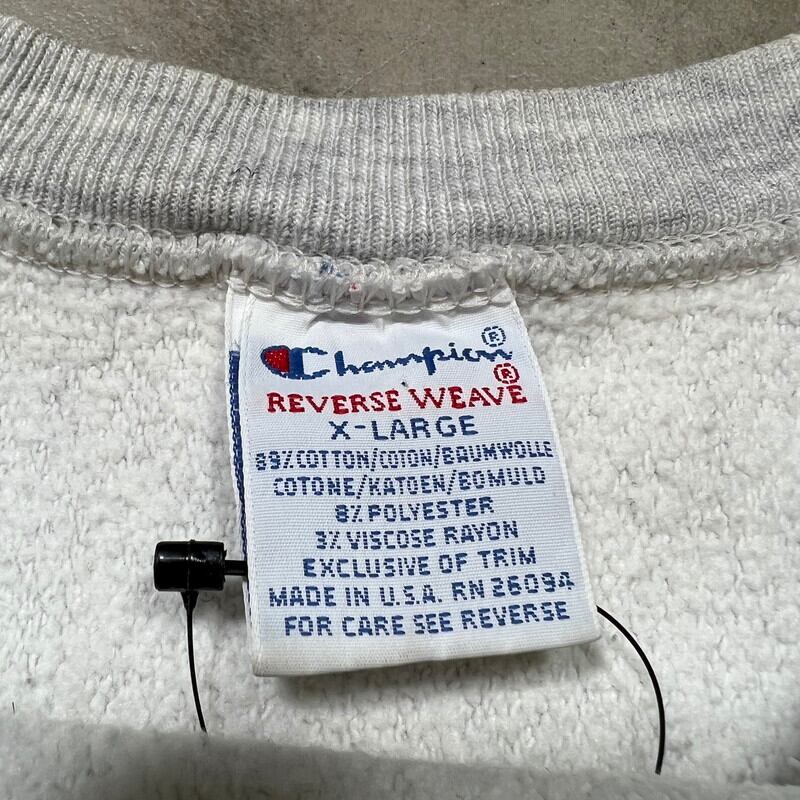 Champion®
REVERSE WEAVE®
X-LARGE
89% COTTON/COTON/BAUMWOLLE
COTONE/KATOEN/BOMULD
8% POLYESTER
3% VISCOSE RAYON
EXCLUSIVE OF TRIM
MADE IN U.S.A. RN 26094
FOR CARE SEE REVERSE